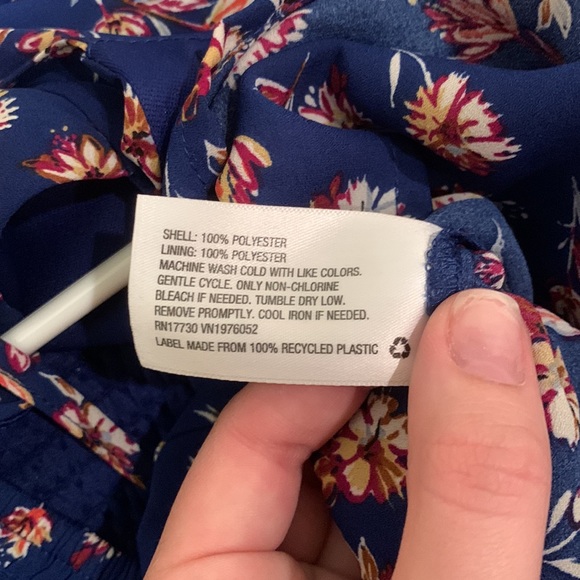 SHELL: 100% POLYESTER
LINING: 100% POLYESTER
MACHINE WASH COLD WITH LIKE COLORS.
GENTLE CYCLE. ONLY NON-CHLORINE
BLEACH IF NEEDED. TUMBLE DRY LOW.
REMOVE PROMPTLY. COOL IRON IF NEEDED.
RN17730 VN1976052
LABEL MADE FROM 100% RECYCLED PLASTIC